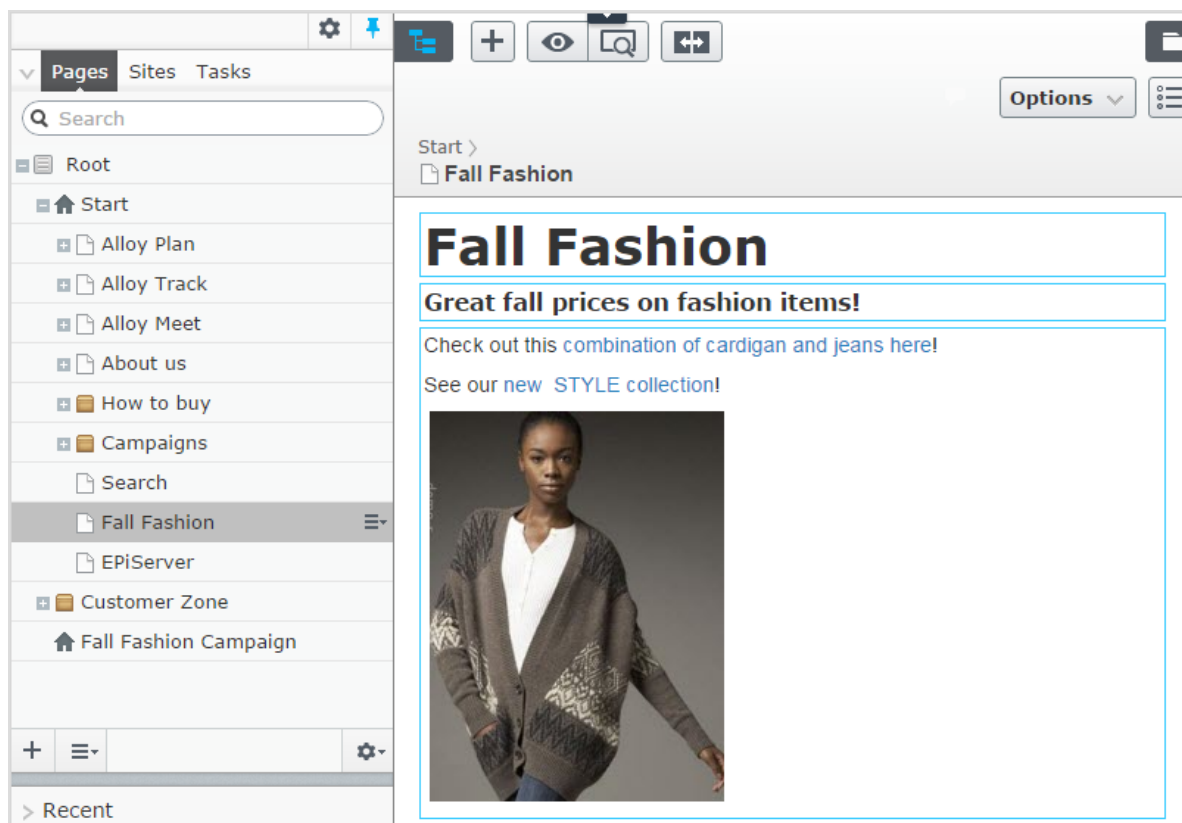 Pages Sites Tasks
Search
Root
Start
Alloy Plan
Alloy Track
Alloy Meet
About us
How to buy
Campaigns
Search
Fall Fashion
EPiServer
Customer Zone
Fall Fashion Campaign
Recent
Options
Start
Fall Fashion
Fall Fashion
Great fall prices on fashion items!
Check out this combination of cardigan and jeans here!
See our new STYLE collection!